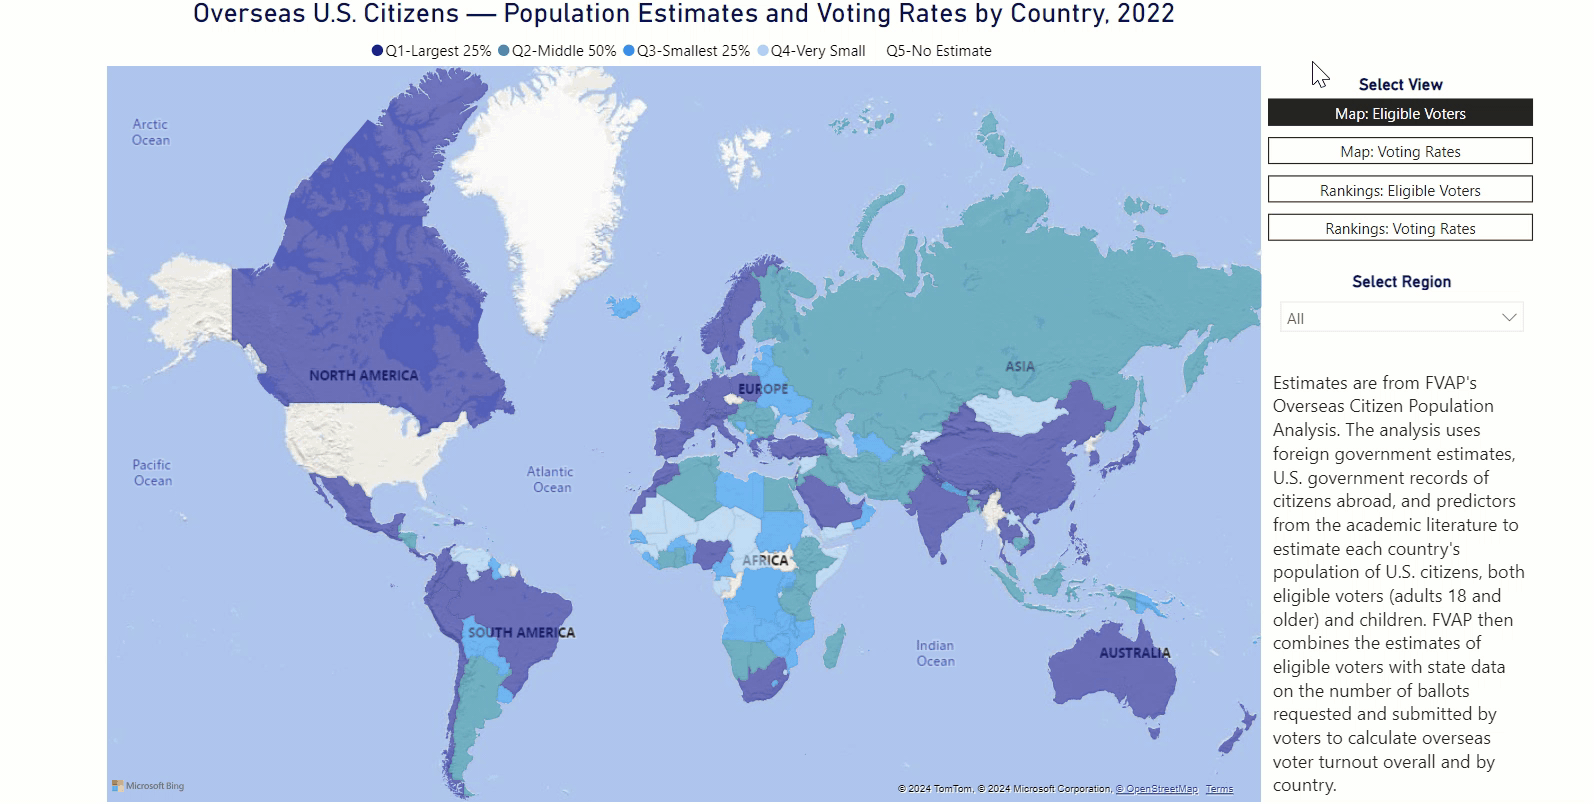 Overseas U.S. Citizens — Population Estimates and Voting Rates by Country, 2022
Q1-Largest 25% Q2-Middle 50% Q3-Smallest 25% Q4-Very Small Q5-No Estimate
Arctic
Ocean
NORTH AMERICA
Pacific
Ocean
Atlantic
Ocean
EUROPE
ASIA
AFRICA
SOUTH AMERICA
Indian
Ocean
AUSTRALIA
Microsoft Bing
© 2024 TomTom, © 2024 Microsoft Corporation, © OpenStreetMap Terms
Select View
Map: Eligible Voters
Map: Voting Rates
Rankings: Eligible Voters
Rankings: Voting Rates
Select Region
All
Estimates are from FVAP's
Overseas Citizen Population
Analysis. The analysis uses
foreign government estimates,
U.S. government records of
citizens abroad, and predictors
from the academic literature to
estimate each country's
population of U.S. citizens, both
eligible voters (adults 18 and
older) and children. FVAP then
combines the estimates of
eligible voters with state data
on the number of ballots
requested and submitted by
voters to calculate overseas
voter turnout overall and by
country.